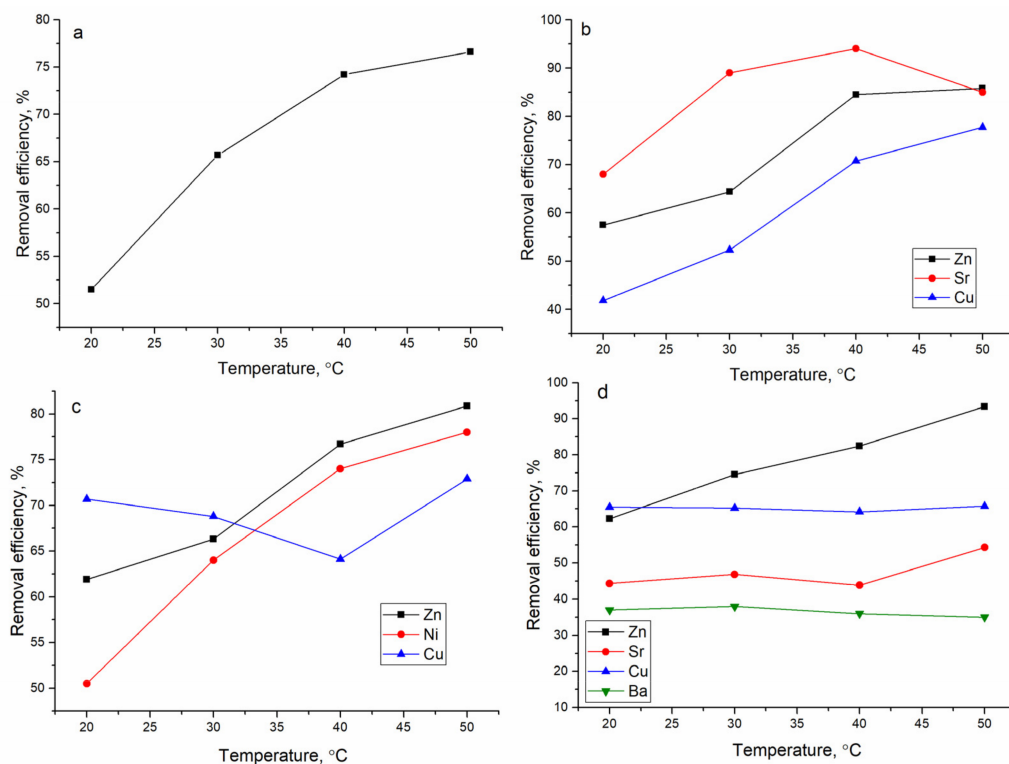 a
80
75
70
65
60
55
50
Removal efficiency, %
20 25 30 35 40 45 50
Temperature, °C
b
100
90
80
70
60
50
40
Removal efficiency, %
Zn
Sr
Cu
20 25 30 35 40 45 50
Temperature, °C
c
80
75
70
65
60
55
50
Removal efficiency, %
Zn
Ni
Cu
20 25 30 35 40 45 50
Temperature, °C
d
100
90
80
70
60
50
40
30
20
10
Removal efficiency, %
Zn
Sr
Cu
Ba
20 25 30 35 40 45 50
Temperature, °C